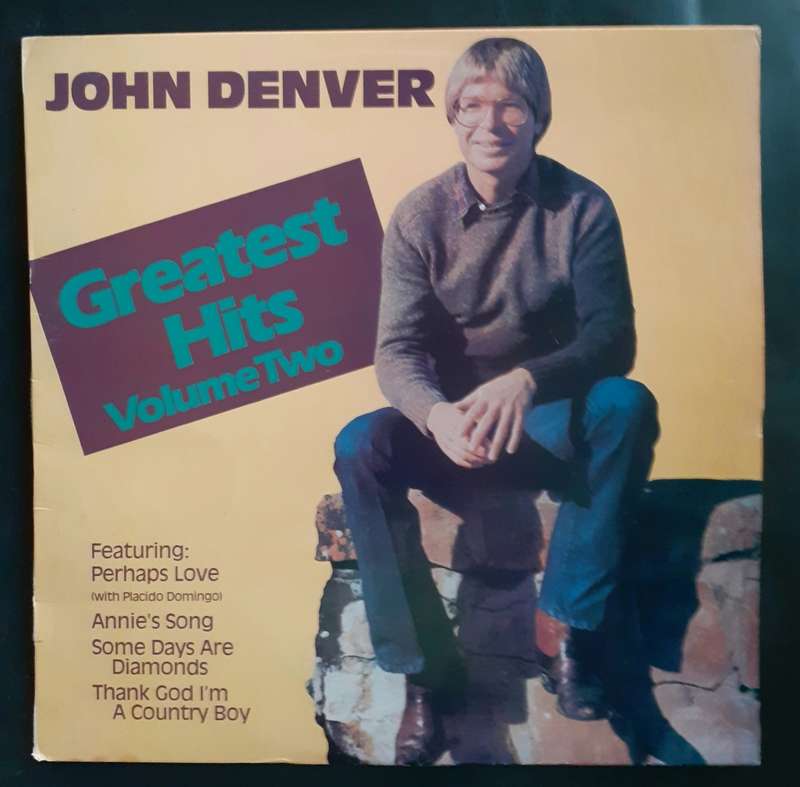 JOHN DENVER
Greatest
Hits
Volume Two
Featuring:
Perhaps Love
(with Placido Domingo)
Annie's Song
Some Days Are
Diamonds
Thank God I'm
A Country Boy